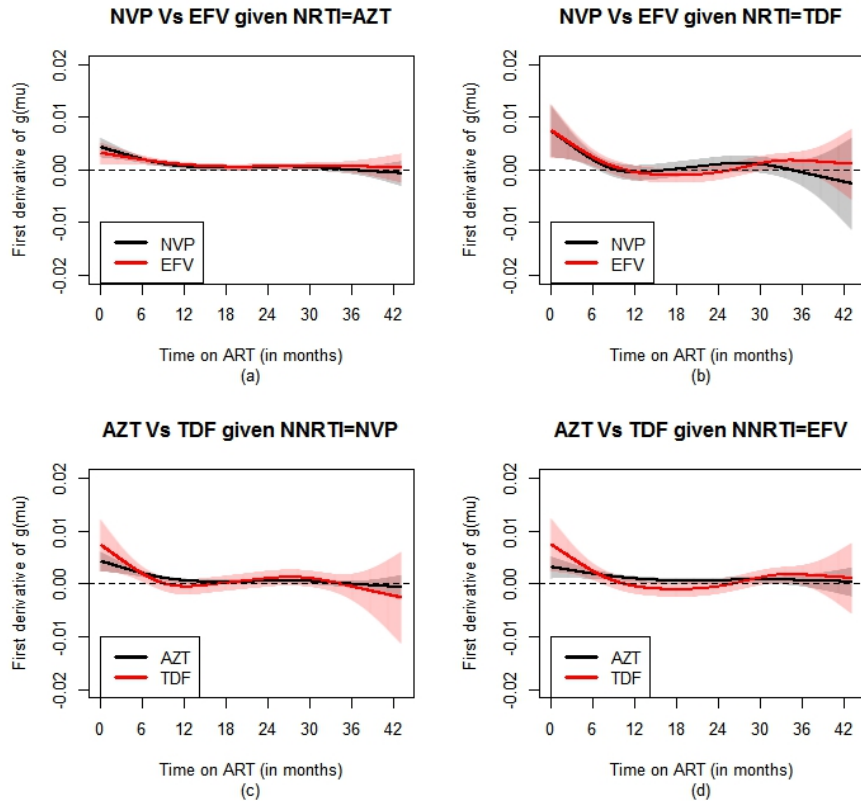 NVP Vs EFV given NRTI=AZT
First derivative of g(mu)
0.02
0.01
0.00
-0.01
-0.02
NVP
EFV
0 6 12 18 24 30 36 42
Time on ART (in months)
(a)
NVP Vs EFV given NRTI=TDF
First derivative of g(mu)
0.02
0.01
0.00
-0.01
-0.02
NVP
EFV
0 6 12 18 24 30 36 42
Time on ART (in months)
(b)
AZT Vs TDF given NNRTI=NVP
First derivative of g(mu)
0.02
0.01
0.00
-0.01
-0.02
AZT
TDF
0 6 12 18 24 30 36 42
Time on ART (in months)
(c)
AZT Vs TDF given NNRTI=EFV
First derivative of g(mu)
0.02
0.01
0.00
-0.01
-0.02
AZT
TDF
0 6 12 18 24 30 36 42
Time on ART (in months)
(d)